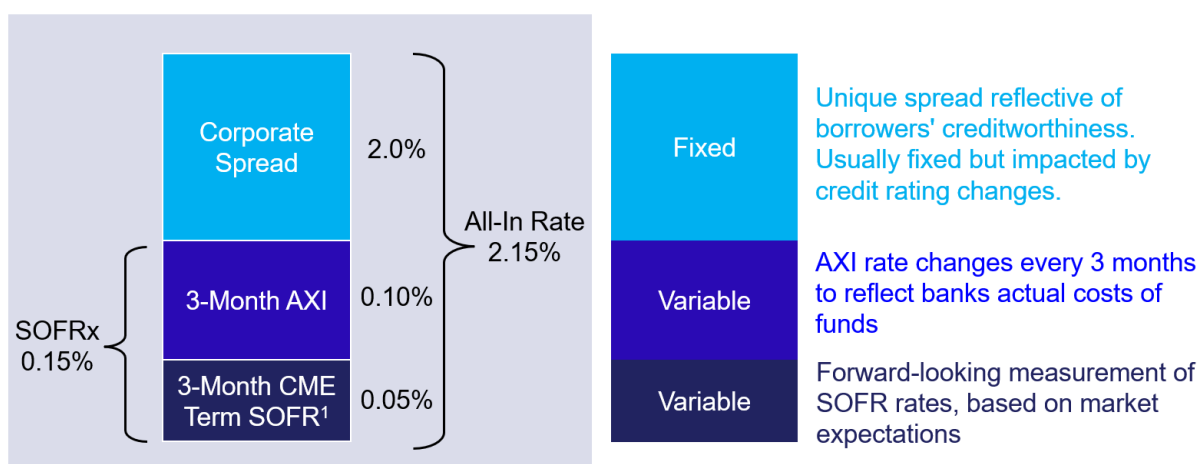 Corporate
Spread
2.0%
3-Month AXI
0.10%
3-Month CME
Term SOFR¹
0.05%
SOFRx
0.15%
All-In Rate
2.15%
Fixed
Unique spread reflective of
borrowers' creditworthiness.
Usually fixed but impacted by
credit rating changes.
Variable
AXI rate changes every 3 months
to reflect banks actual costs of
funds
Variable
Forward-looking measurement of
SOFR rates, based on market
expectations